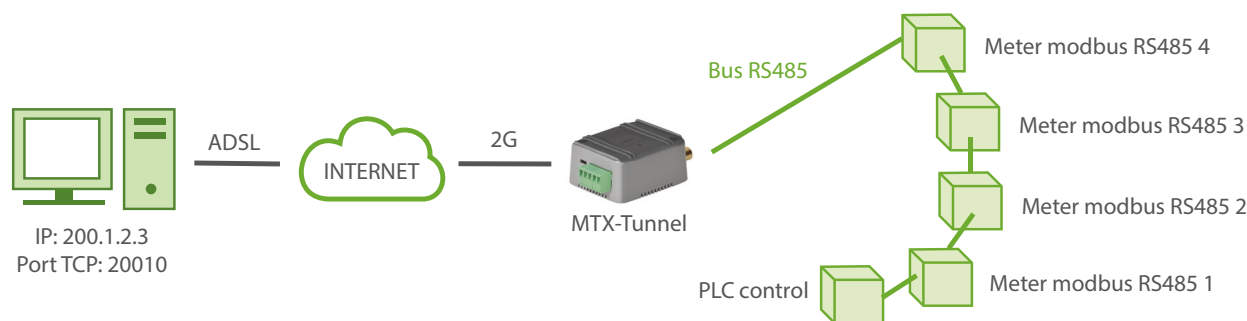 Meter modbus RS485 4
Bus RS485
Meter modbus RS485 3
ADSL
2G
INTERNET
Meter modbus RS485 2
MTX-Tunnel
IP: 200.1.2.3
Port TCP: 20010
Meter modbus RS485 1
PLC control